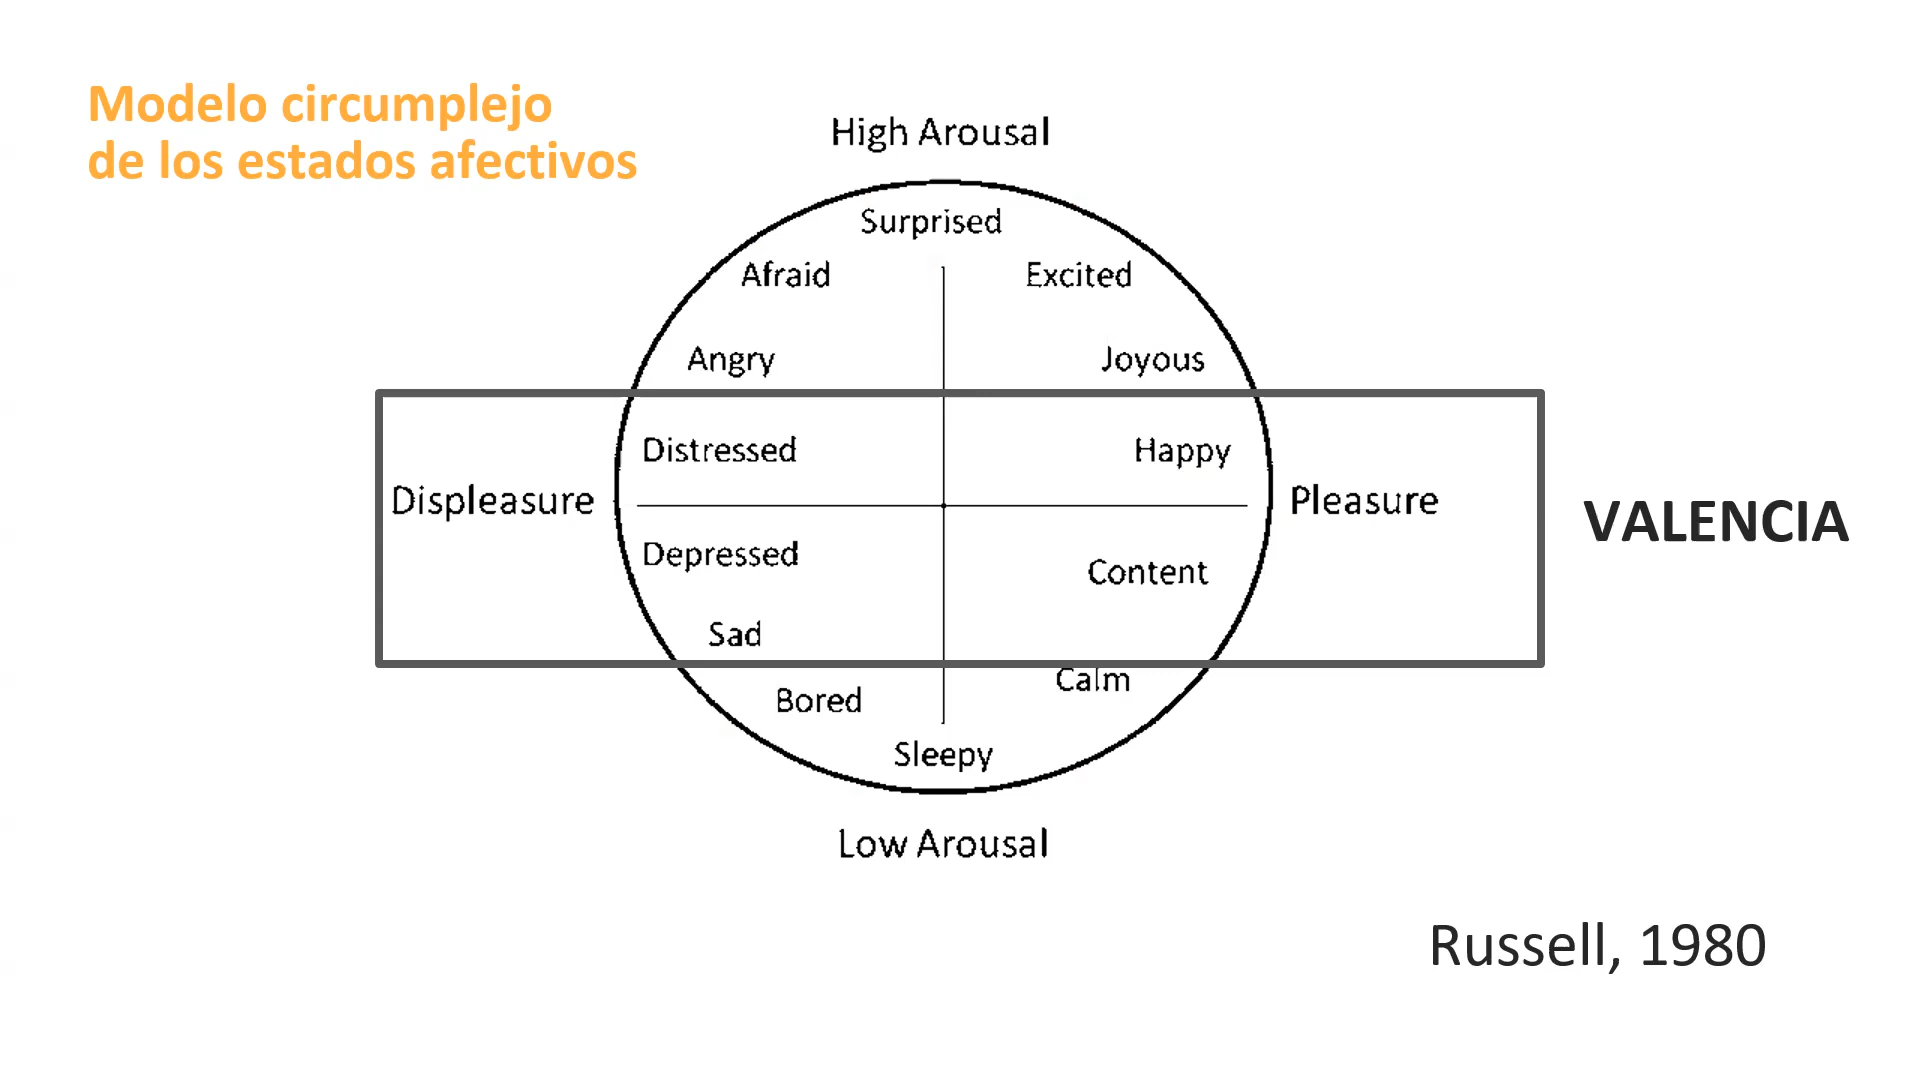 Modelo circumplejo
de los estados afectivos
High Arousal
Surprised
Afraid
Excited
Angry
Joyous
Distressed
Happy
Displeasure
Pleasure
VALENCIA
Depressed
Content
Sad
Calm
Bored
Sleepy
Low Arousal
Russell, 1980